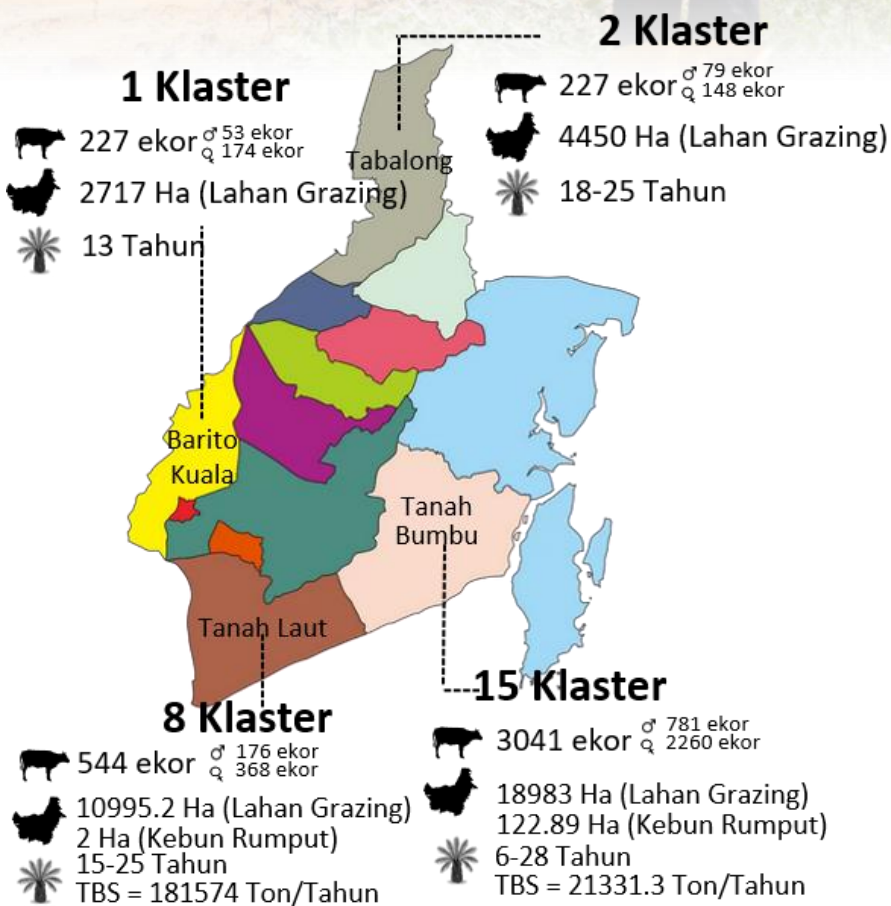 2 Klaster
227 ekor ♂ 79 ekor
♀ 148 ekor
4450 Ha (Lahan Grazing)
18-25 Tahun
1 Klaster
227 ekor ♂ 53 ekor
♀ 174 ekor
2717 Ha (Lahan Grazing)
13 Tahun
Tabalong
Barito
Kuala
Tanah
Bumbu
Tanah Laut
8 Klaster
544 ekor ♂ 176 ekor
♀ 368 ekor
10995.2 Ha (Lahan Grazing)
2 Ha (Kebun Rumput)
15-25 Tahun
TBS = 181574 Ton/Tahun
15 Klaster
3041 ekor ♂ 781 ekor
♀ 2260 ekor
18983 Ha (Lahan Grazing)
122.89 Ha (Kebun Rumput)
6-28 Tahun
TBS = 21331.3 Ton/Tahun